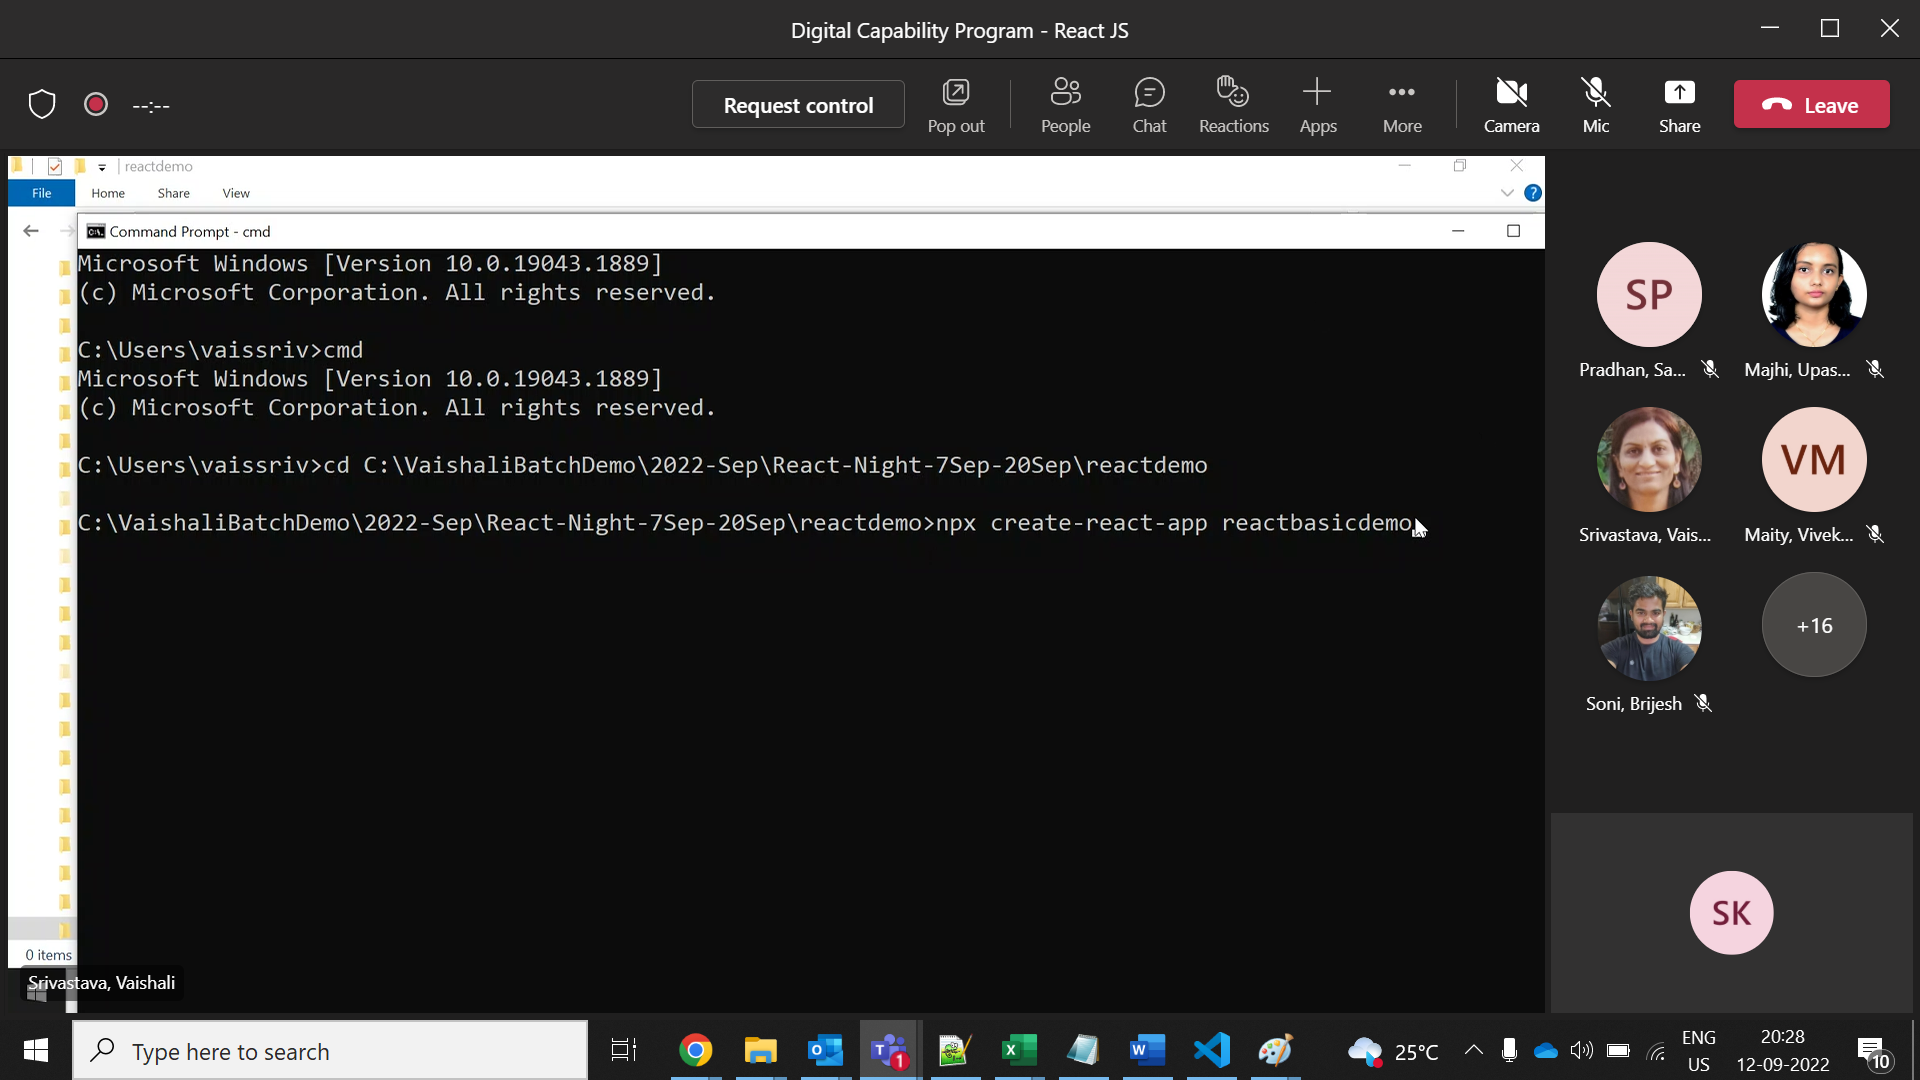 Digital Capability Program - React JS
--:--
Request control
Pop out
People
Chat
Reactions
Apps
More
Camera
Mic
Share
Leave
reactdemo
File
Home
Share
View
?
Command Prompt - cmd
Microsoft Windows [Version 10.0.19043.1889]
(c) Microsoft Corporation. All rights reserved.
C:\Users\vaissriv>cmd
Microsoft Windows [Version 10.0.19043.1889]
(c) Microsoft Corporation. All rights reserved.
C:\Users\vaissriv>cd C:\VaishaliBatchDemo\2022-Sep\React-Night-7Sep-20Sep\reactdemo
C:\VaishaliBatchDemo\2022-Sep\React-Night-7Sep-20Sep\reactdemo>npx create-react-app reactbasicdemo
0 items
Srivastava, Vaishali
SP
Pradhan, Sa...
Majhi, Upas...
Srivastava, Vais...
VM
Maity, Vivek...
Soni, Brijesh
+16
SK
Type here to search
1
25°C
ENG
US
20:28
12-09-2022
10